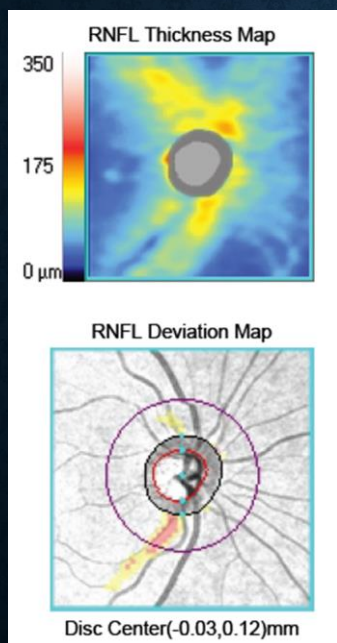 RNFL Thickness Map
350
175
0 µm
RNFL Deviation Map
Disc Center(-0.03,0.12)mm